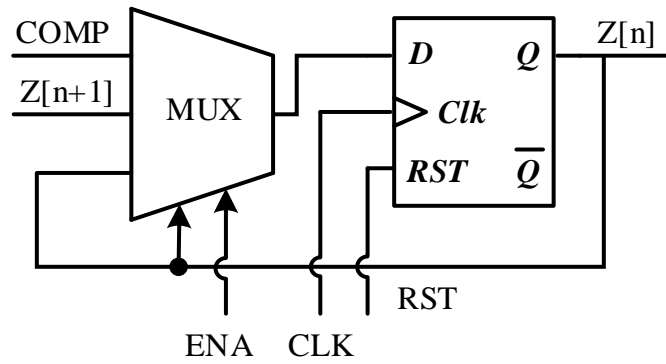 COMP
Z[n+1]
MUX
D
Q
Z[n]
Clk
RST
Q̅
RST
ENA
CLK